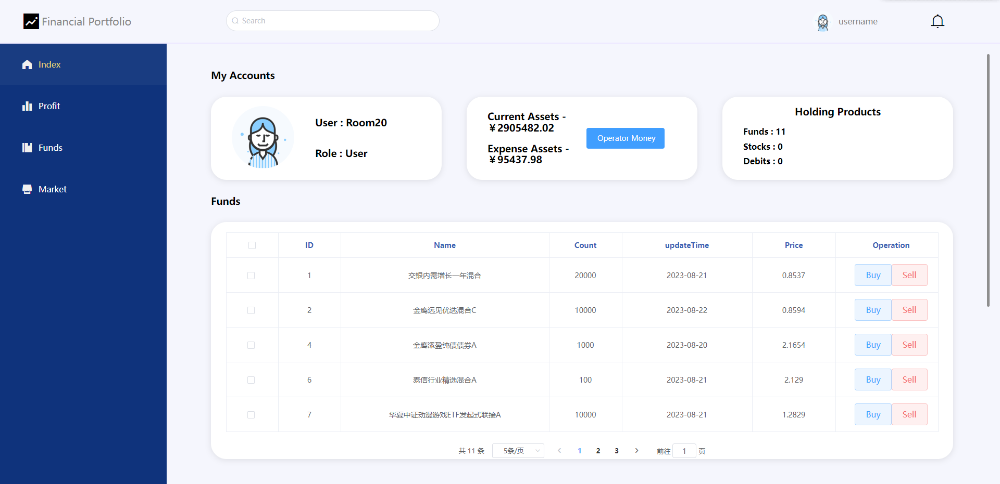 Financial Portfolio
Search
username
Index
Profit
Funds
Market
My Accounts
User : Room20
Role : User
Current Assets -
￥2905482.02
Expense Assets -
￥95437.98
Operator Money
Holding Products
Funds : 11
Stocks : 0
Debits : 0
Funds
ID Name Count updateTime Price Operation
1 交银内需增长一年混合 20000 2023-08-21 0.8537 Buy Sell
2 金鹰远见优选混合C 10000 2023-08-22 0.8594 Buy Sell
4 金鹰添盈纯债债券A 1000 2023-08-20 2.1654 Buy Sell
6 泰信行业精选混合A 100 2023-08-21 2.129 Buy Sell
7 华夏中证动漫游戏ETF发起式联接A 10000 2023-08-21 1.2829 Buy Sell
共 11 条 5条/页 1 2 3 前往 1 页